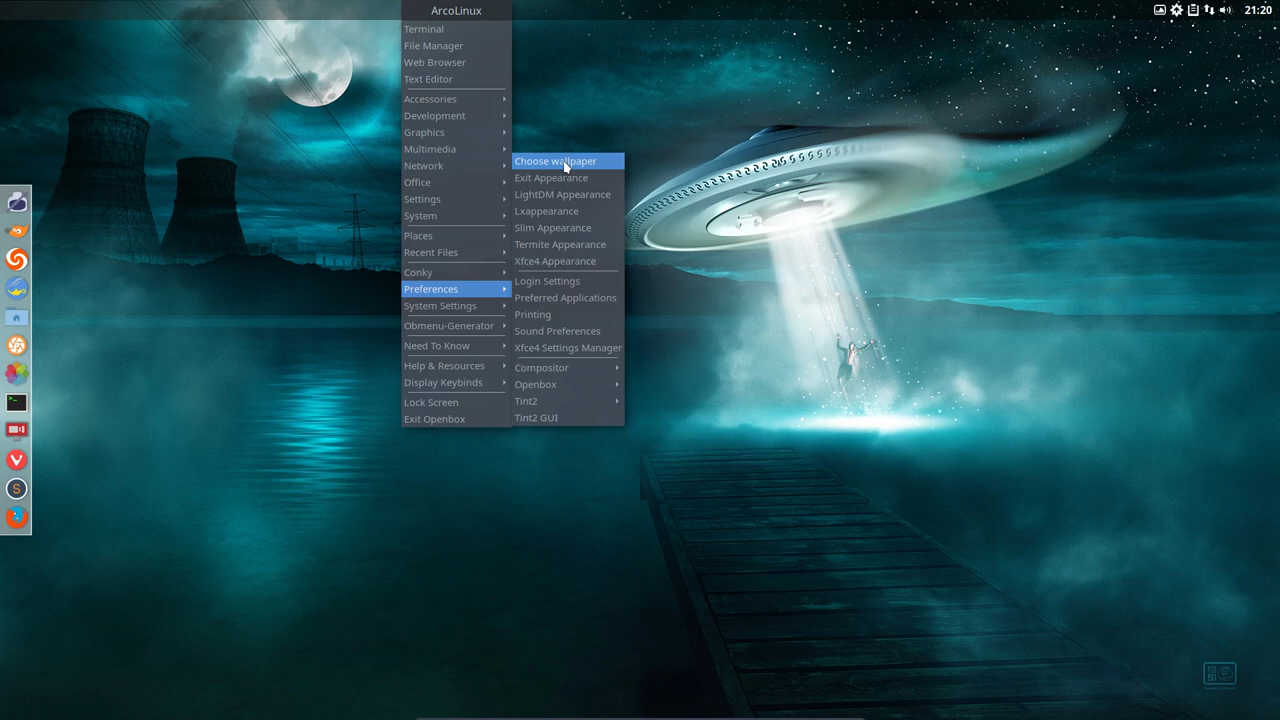 ArcoLinux
21:20
Terminal
File Manager
Web Browser
Text Editor
Accessories
Development
Graphics
Multimedia
Network
Office
Settings
System
Places
Recent Files
Conky
Preferences
System Settings
Obmenu-Generator
Need To Know
Help & Resources
Display Keybinds
Lock Screen
Exit Openbox
Choose wallpaper
Exit Appearance
LightDM Appearance
Lxappearance
Slim Appearance
Termite Appearance
Xfce4 Appearance
Login Settings
Preferred Applications
Printing
Sound Preferences
Xfce4 Settings Manager
Compositor
Openbox
Tint2
Tint2 GUI